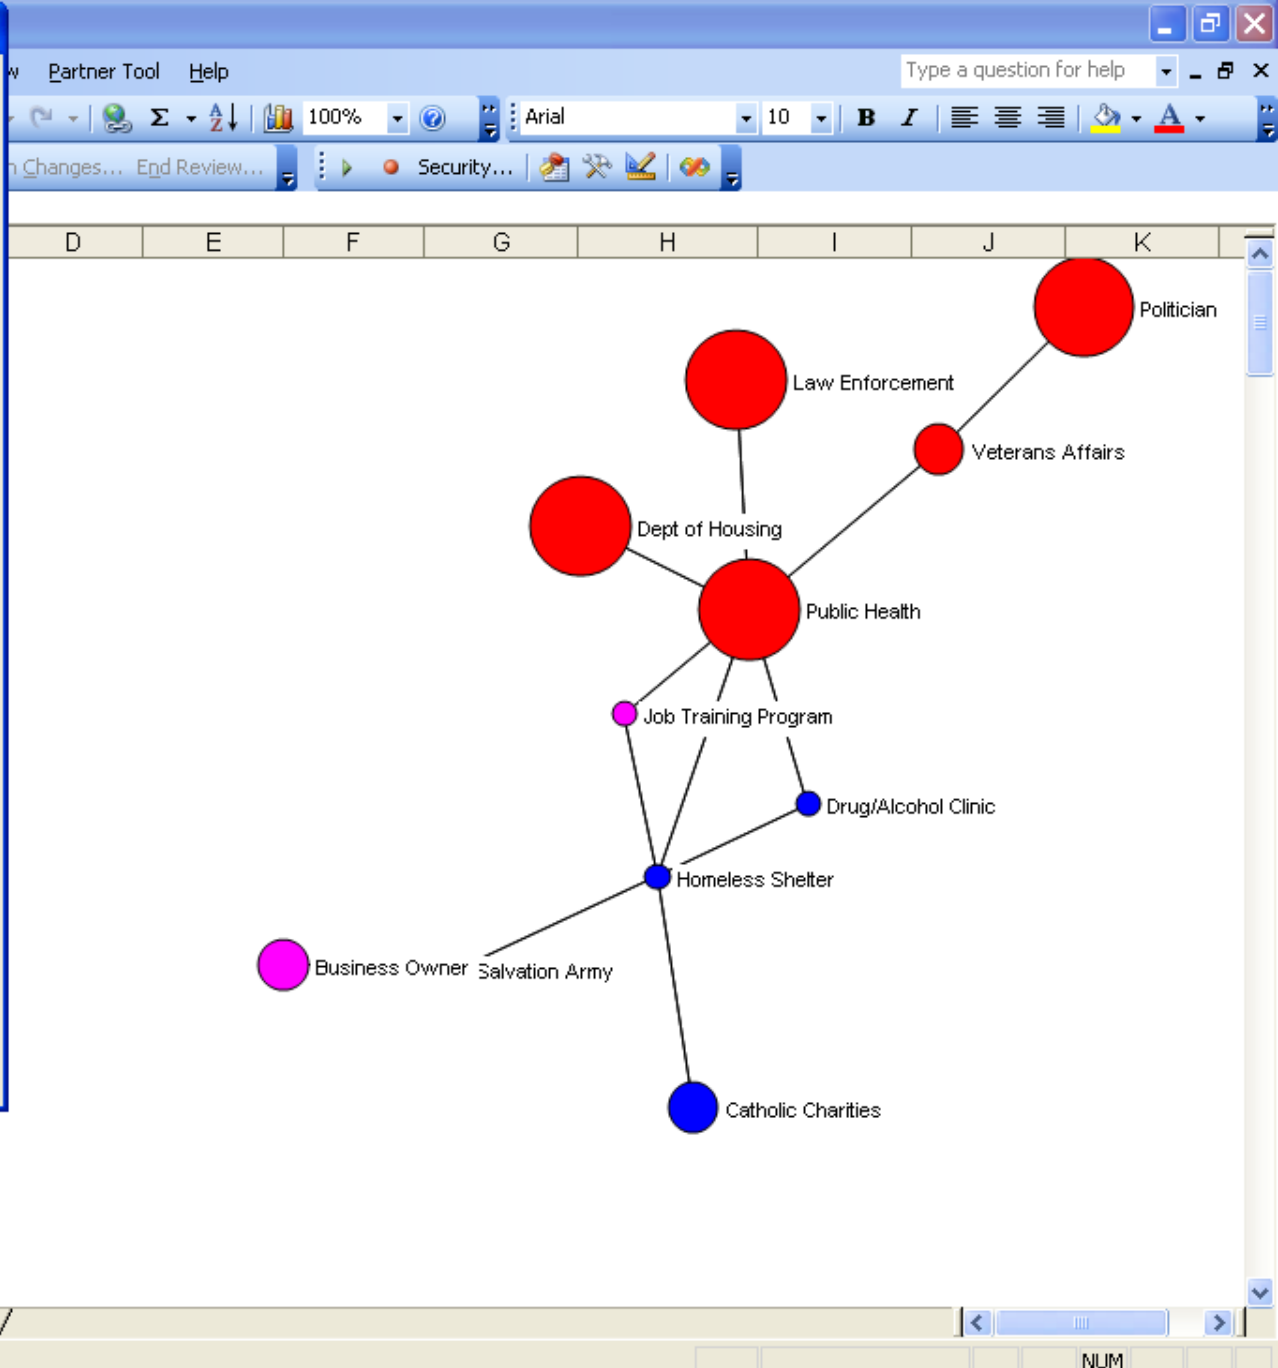 w Partner Tool Help Type a question for help
Σ A Z 100% Arial 10 B I A
Changes... End Review... Security...
D E F G H I J K
Politician
Law Enforcement
Veterans Affairs
Dept of Housing
Public Health
Job Training Program
Drug/Alcohol Clinic
Homeless Shelter
Business Owner Salvation Army
Catholic Charities
NUM